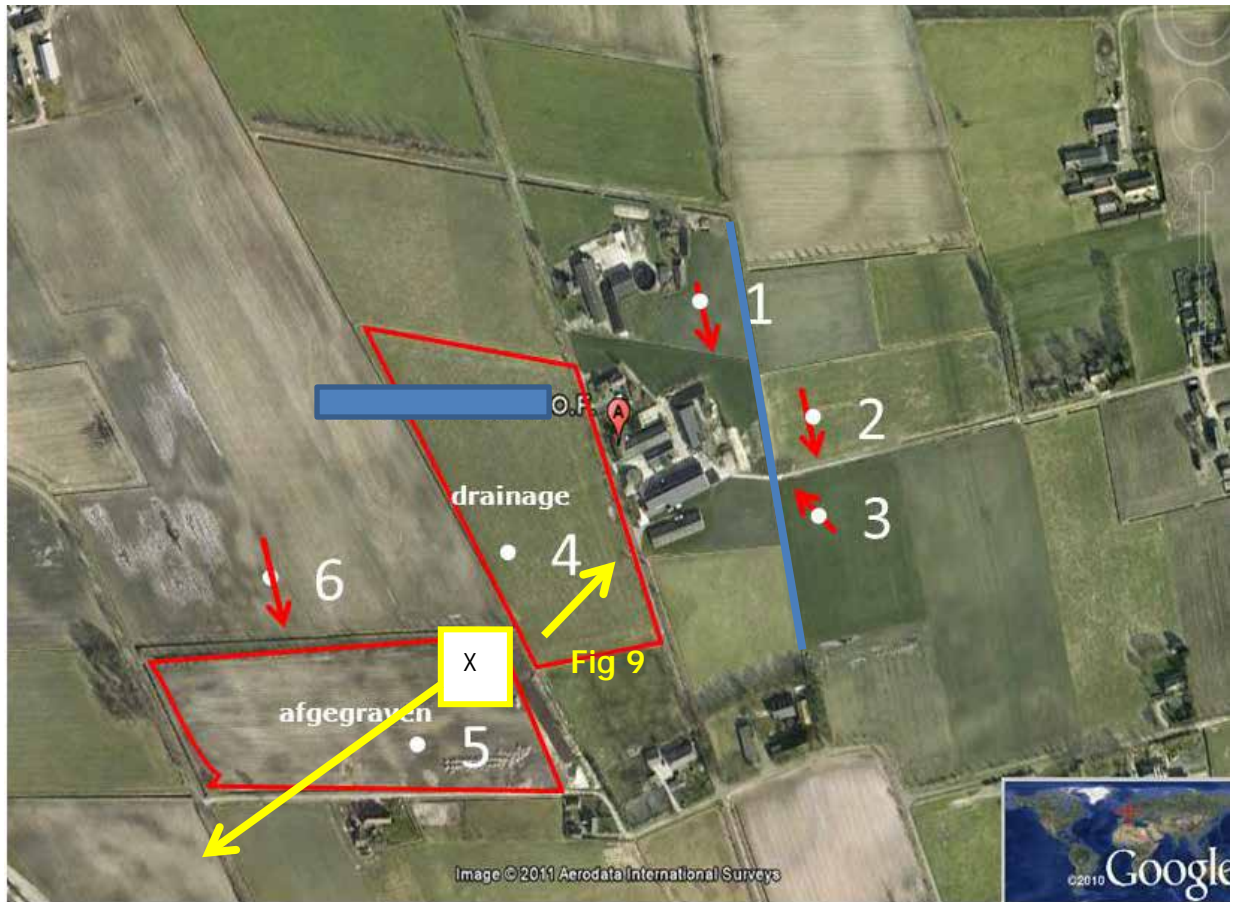 1
O.F.
A
2
drainage
3
4
6
X
Fig 9
afgegraven
5
Image © 2011 Aerodata International Surveys
©2010 Google